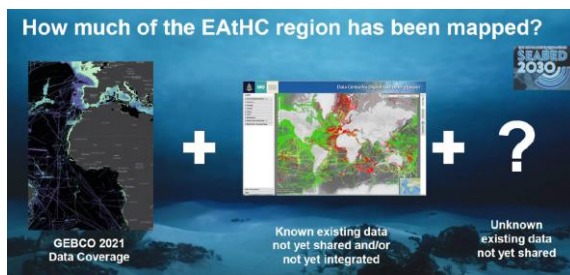 How much of the EAtHC region has been mapped?
SEABED
2030
+
+
?
GEBCO 2021
Data Coverage
Known existing data
not yet shared and/or
not yet integrated
Unknown
existing data
not yet shared